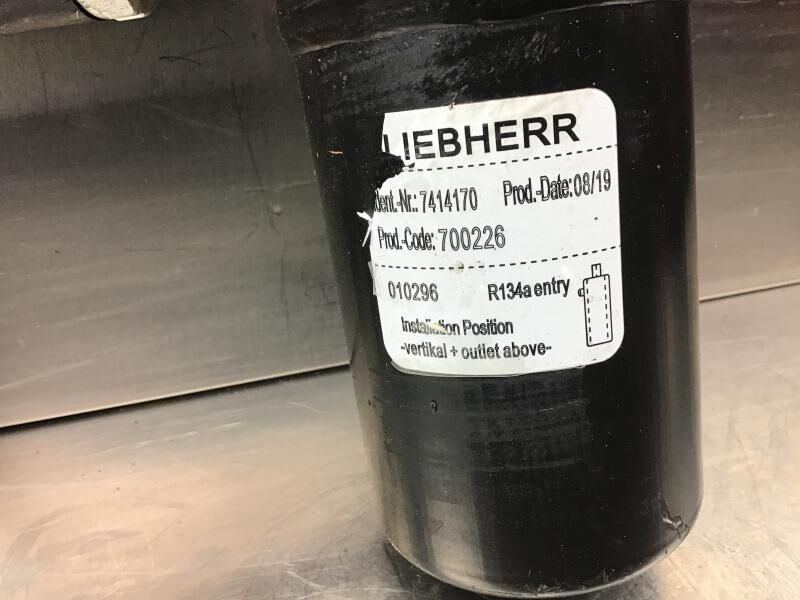 LIEBHERR
Ident.-Nr.: 7414170 Prod.-Date: 08/19
Prod.-Code: 700226
010296 R134a entry
Installation Position
-vertikal + outlet above-